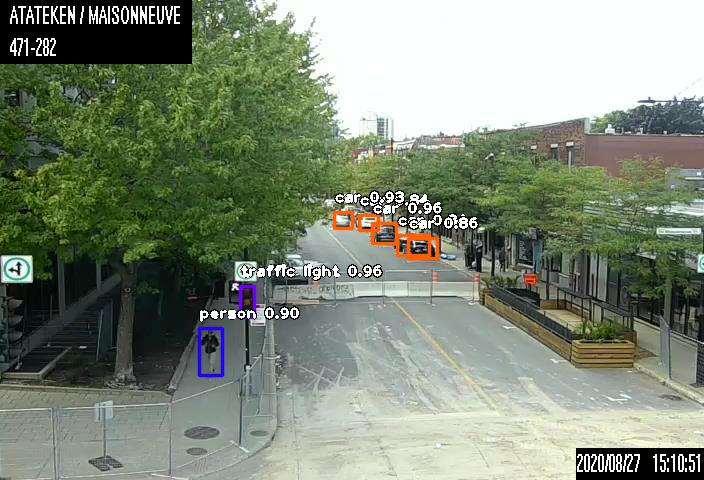 ATATEKEN / MAISONNEUVE
471-282
car 0.93
car 0.96
car 0.86
traffic light 0.96
person 0.90
2020/08/27 15:10:51